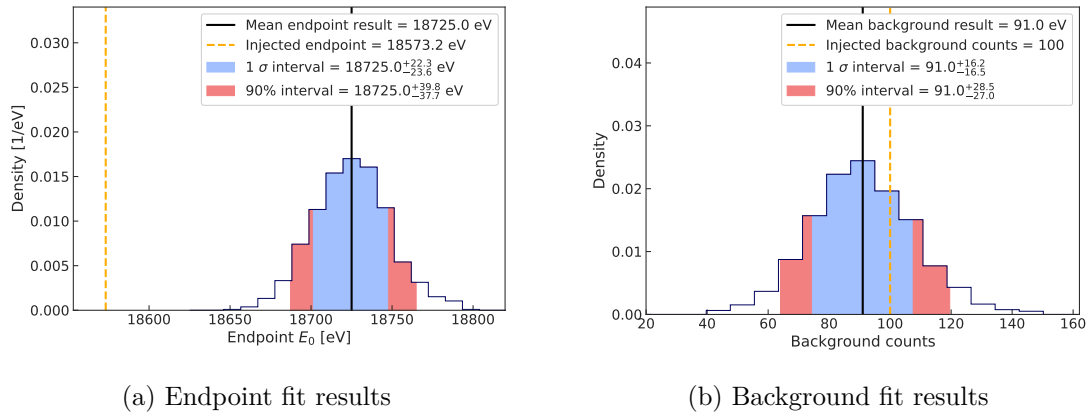 Mean endpoint result = 18725.0 eV
Injected endpoint = 18573.2 eV
1 σ interval = 18725.0 +22.3 −23.6 eV
90% interval = 18725.0 +39.8 −37.7 eV
0.030
0.025
0.020
0.015
0.010
0.005
0.000
Density [1/eV]
18600 18650 18700 18750 18800
Endpoint E₀ [eV]
(a) Endpoint fit results
Mean background result = 91.0 eV
Injected background counts = 100
1 σ interval = 91.0 +16.2 −16.5
90% interval = 91.0 +28.5 −27.0
0.04
0.03
0.02
0.01
0.00
Density
20 40 60 80 100 120 140 160
Background counts
(b) Background fit results